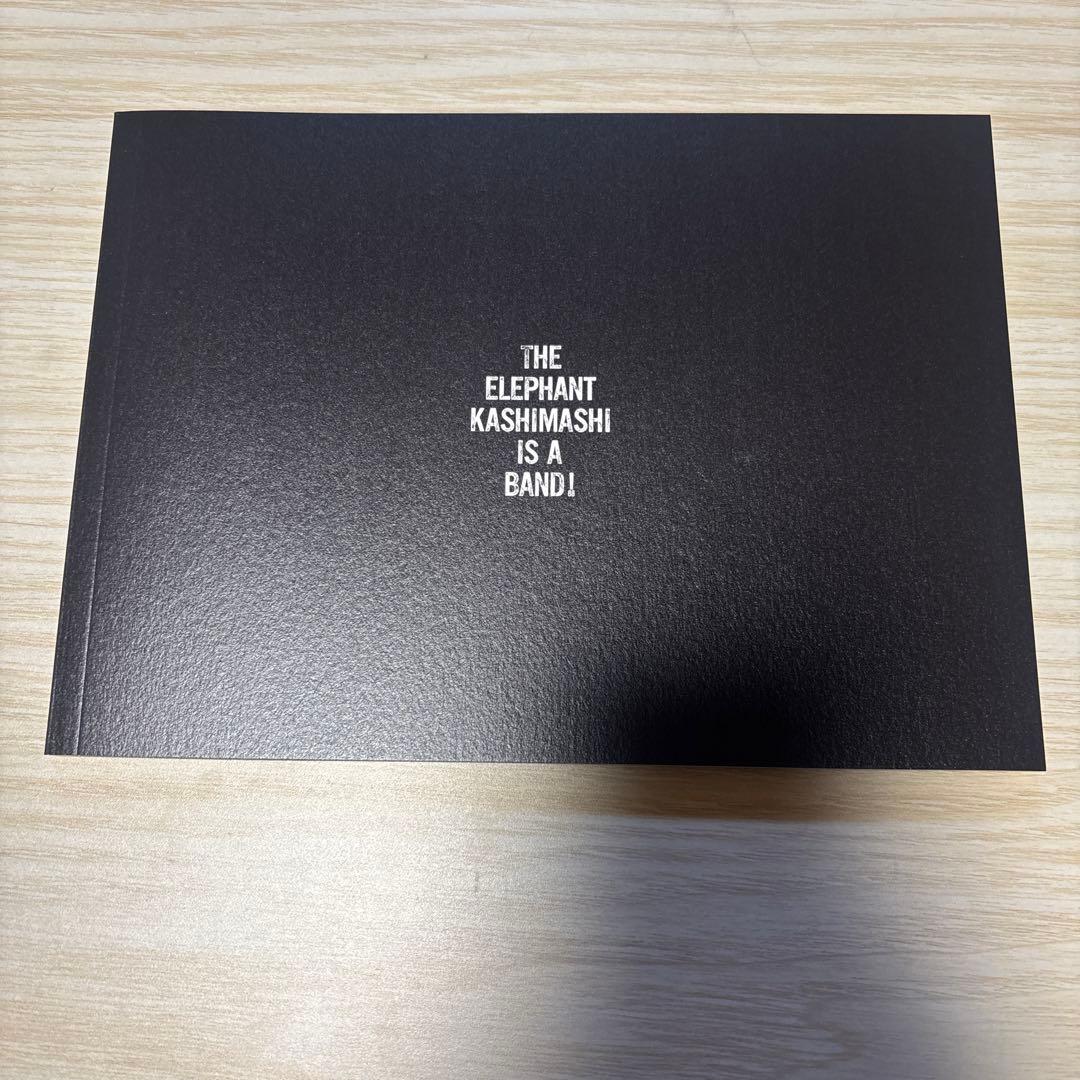 THE
ELEPHANT
KASHIMASHI
IS A
BAND!